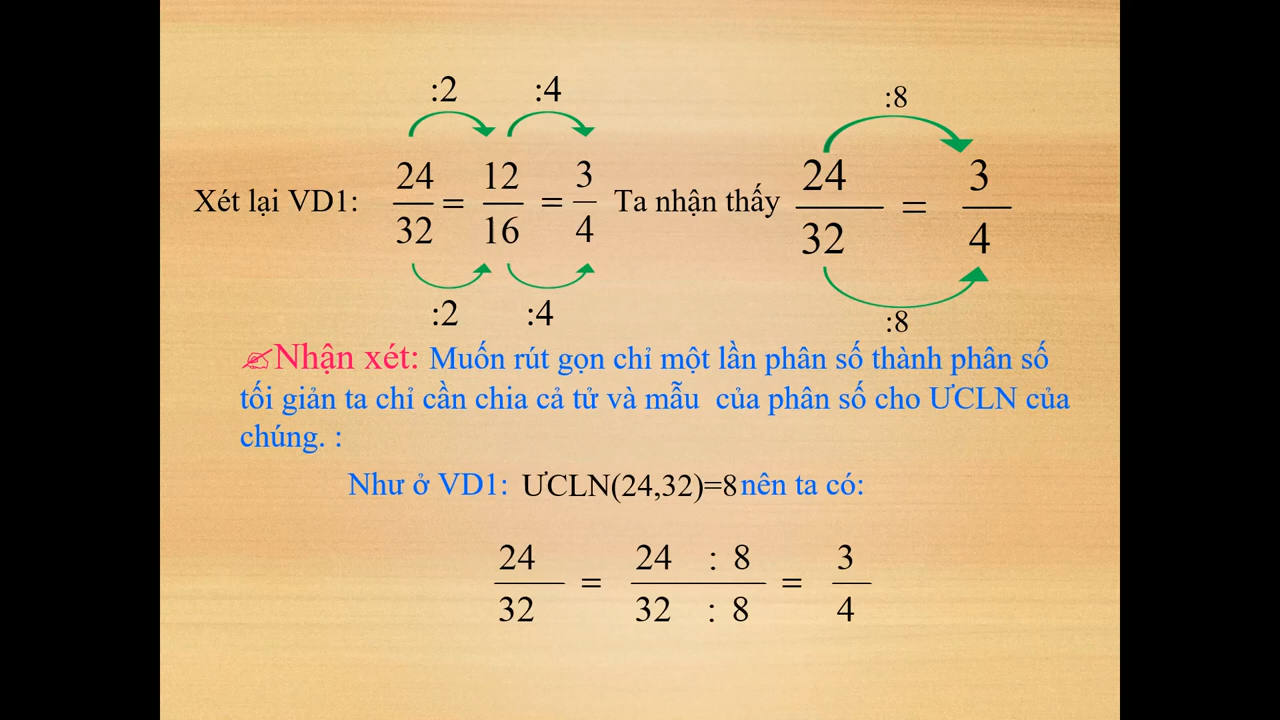 :2 :4 :8
24 12 3 24 3
Xét lại VD1: = = Ta nhận thấy =
32 16 4 32 4
:2 :4 :8
Nhận xét: Muốn rút gọn chỉ một lần phân số thành phân số
tối giản ta chỉ cần chia cả tử và mẫu của phân số cho ƯCLN của
chúng. :
Như ở VD1: ƯCLN(24,32)=8 nên ta có:
24 24 : 8 3
= =
32 32 : 8 4